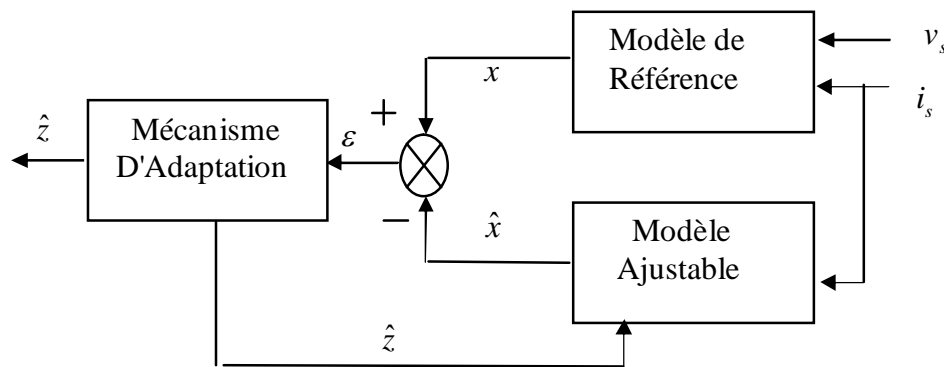 Modèle de
Référence
v_s
i_s
x
+
ε
ẑ
Mécanisme
D'Adaptation
−
x̂
Modèle
Ajustable
ẑ